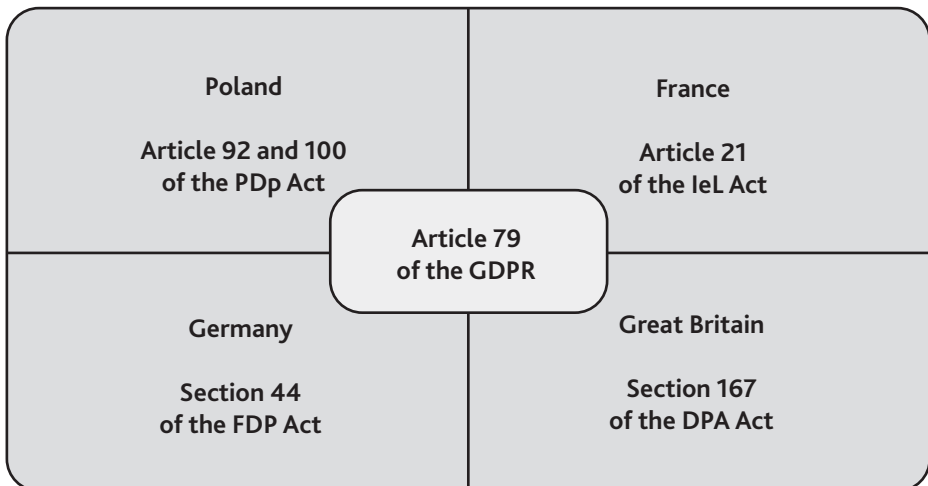 Poland
Article 92 and 100
of the PDp Act
France
Article 21
of the IeL Act
Article 79
of the GDPR
Germany
Section 44
of the FDP Act
Great Britain
Section 167
of the DPA Act